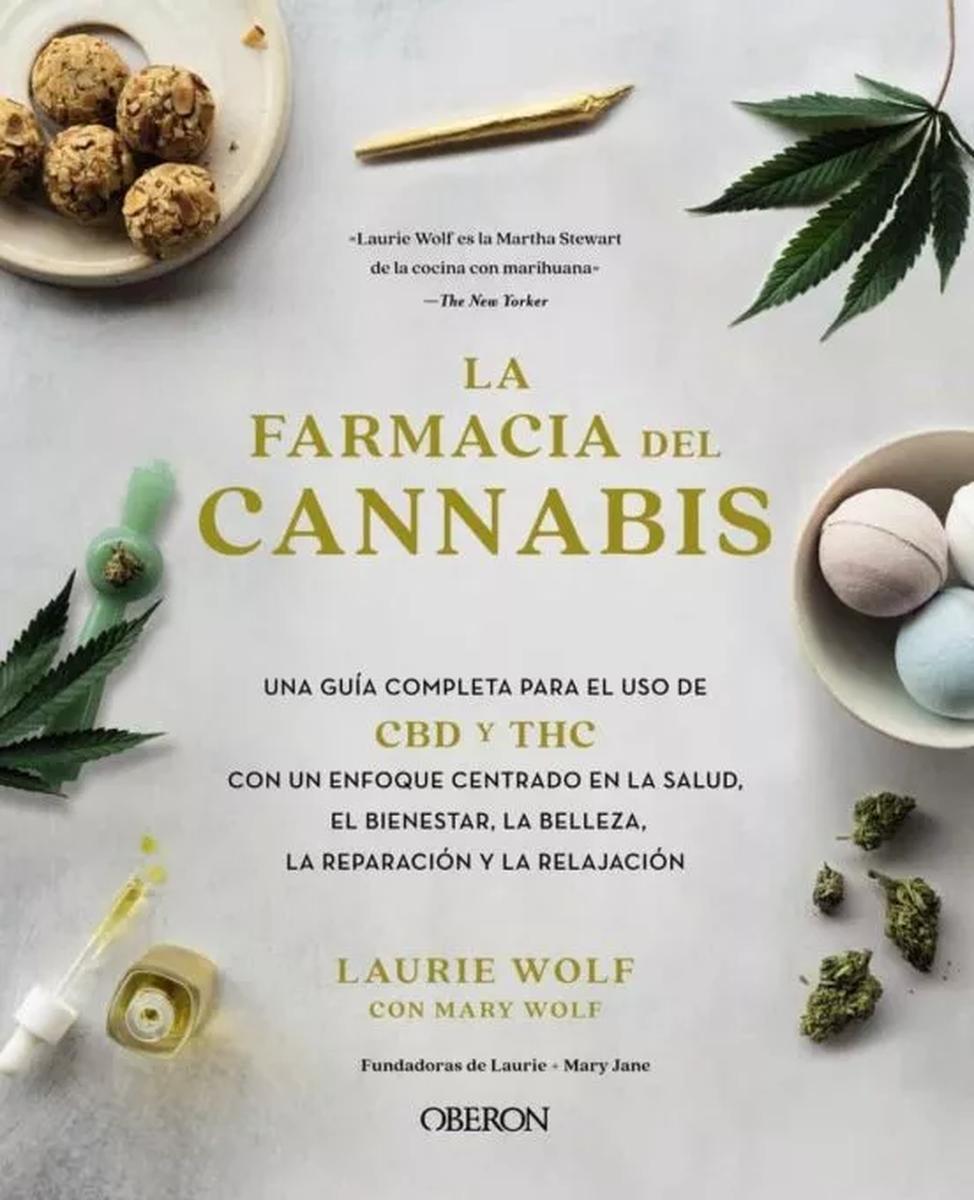 «Laurie Wolf es la Martha Stewart
de la cocina con marihuana»
—The New Yorker
LA
FARMACIA DEL
CANNABIS
UNA GUÍA COMPLETA PARA EL USO DE
CBD Y THC
CON UN ENFOQUE CENTRADO EN LA SALUD,
EL BIENESTAR, LA BELLEZA,
LA REPARACIÓN Y LA RELAJACIÓN
LAURIE WOLF
CON MARY WOLF
Fundadoras de Laurie + Mary Jane
OBERON